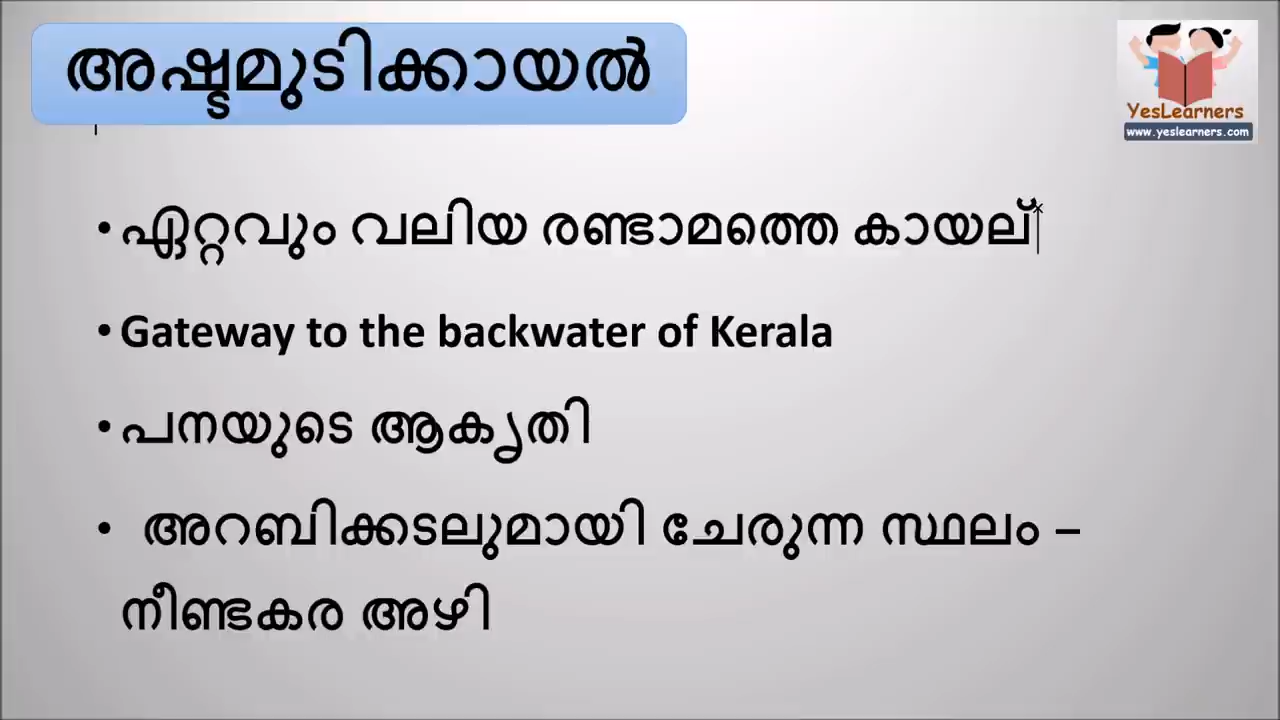 അഷ്ടമുടിക്കായൽ
YesLearners
www.yeslearners.com
• ഏറ്റവും വലിയ രണ്ടാമത്തെ കായല്
• Gateway to the backwater of Kerala
• പനയുടെ ആകൃതി
• അറബിക്കടലുമായി ചേരുന്ന സ്ഥലം –
നീണ്ടകര അഴി